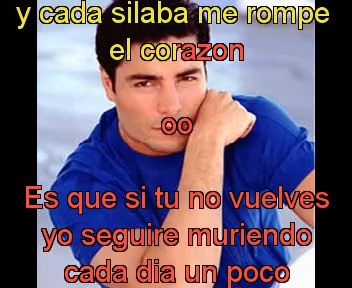 y cada silaba me rompe
el corazon
oo
Es que si tu no vuelves
yo seguire muriendo
cada dia un poco